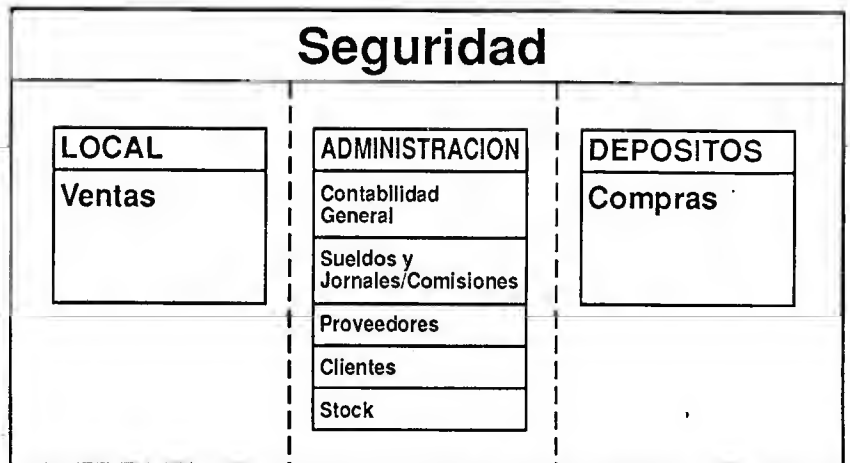 Seguridad
LOCAL
Ventas
ADMINISTRACION
Contabilidad
General
Sueldos y
Jornales/Comisiones
Proveedores
Clientes
Stock
DEPOSITOS
Compras